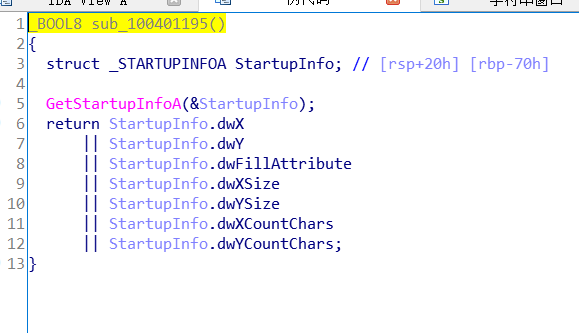 IDA View A 伪代码 字符串窗口
1 _BOOL8 sub_100401195()
2 {
3 struct _STARTUPINFOA StartupInfo; // [rsp+20h] [rbp-70h]
4
5 GetStartupInfoA(&StartupInfo);
6 return StartupInfo.dwX
7 || StartupInfo.dwY
8 || StartupInfo.dwFillAttribute
9 || StartupInfo.dwXSize
10 || StartupInfo.dwYSize
11 || StartupInfo.dwXCountChars
12 || StartupInfo.dwYCountChars;
13 }